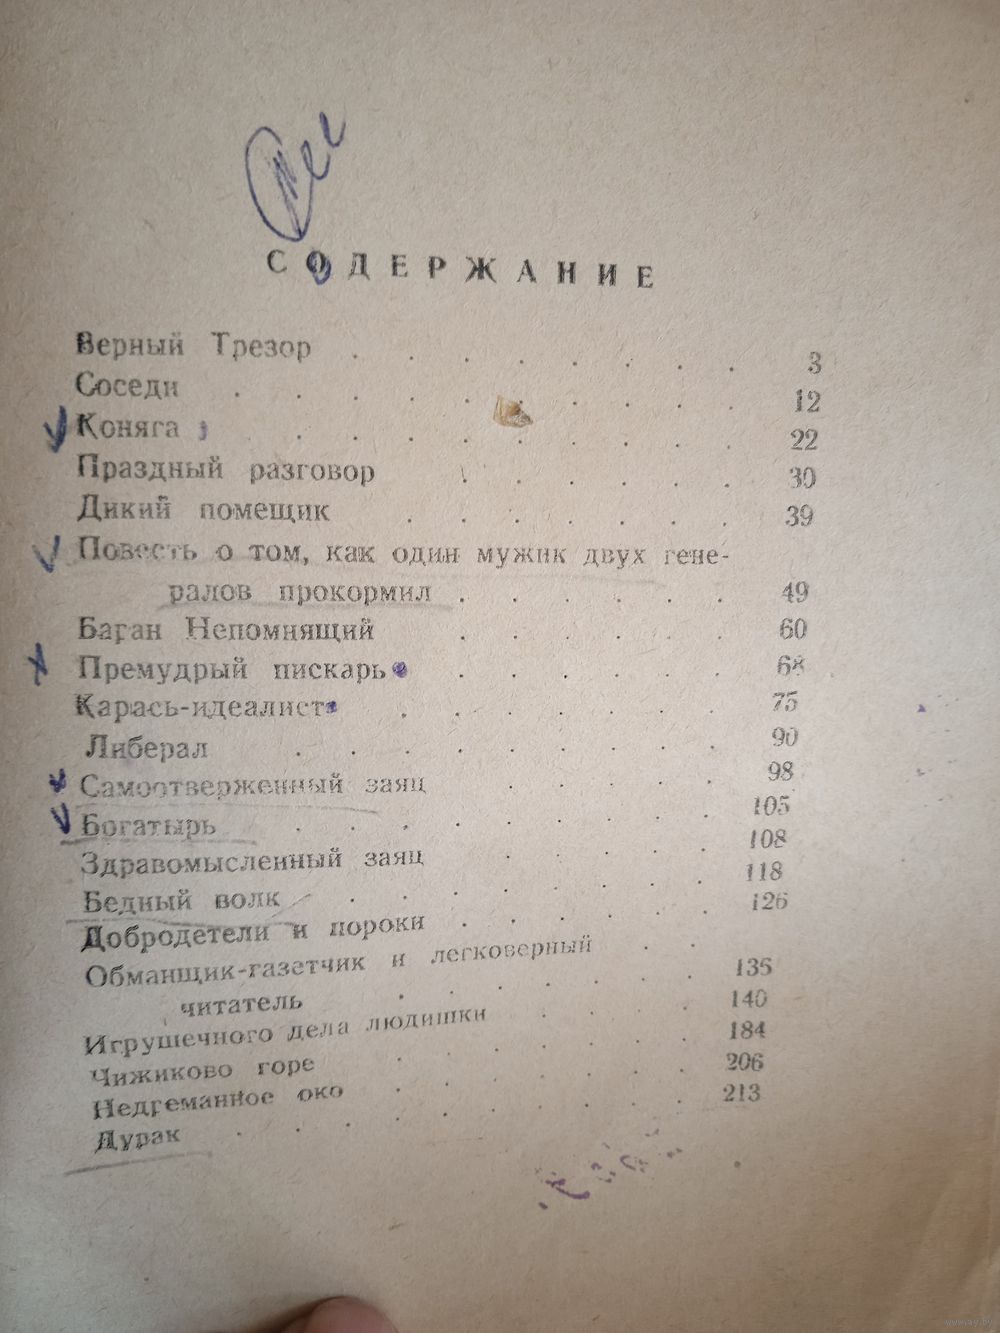 СОДЕРЖАНИЕ
Верный Трезор . . . . . . . . 3
Соседи . . . . . . . . . 12
Коняга . . . . . . . . . 22
Праздный разговор . . . . . . 30
Дикий помещик . . . . . . . 39
Повесть о том, как один мужик двух гене-
ралов прокормил . . . . . . 49
Баран Непомнящий . . . . . . 60
Премудрый пискарь . . . . . . 68
Карась-идеалист . . . . . . . 75
Либерал . . . . . . . . . 90
Самоотверженный заяц . . . . . 98
Богатырь . . . . . . . . 105
Здравомысленный заяц . . . . . 108
Бедный волк . . . . . . . 118
Добродетели и пороки . . . . . . 126
Обманщик-газетчик и легковерный
читатель . . . . . . . 135
Игрушечного дела людишки . . . . 140
Чижиково горе . . . . . . . 184
Недреманное око . . . . . . . 206
Дурак . . . . . . . . . 213
www.ay.by